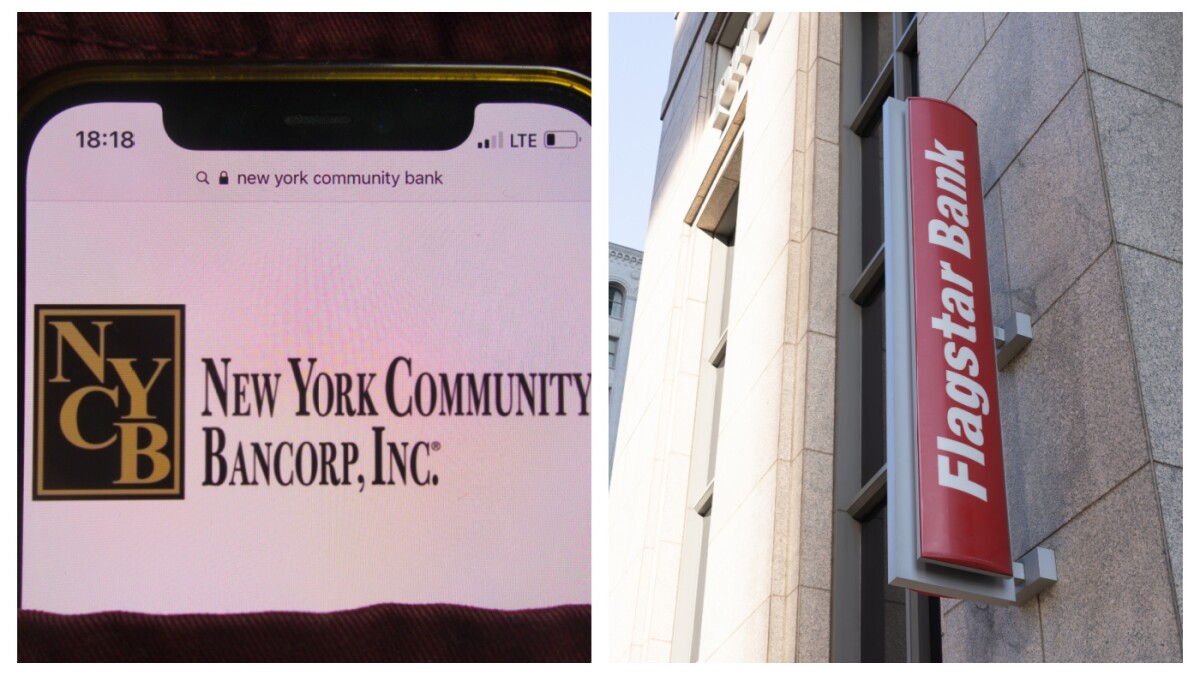 18:18
LTE
new york community bank
NYCB
NEW YORK COMMUNITY
BANCORP, INC.®
Flagstar Bank